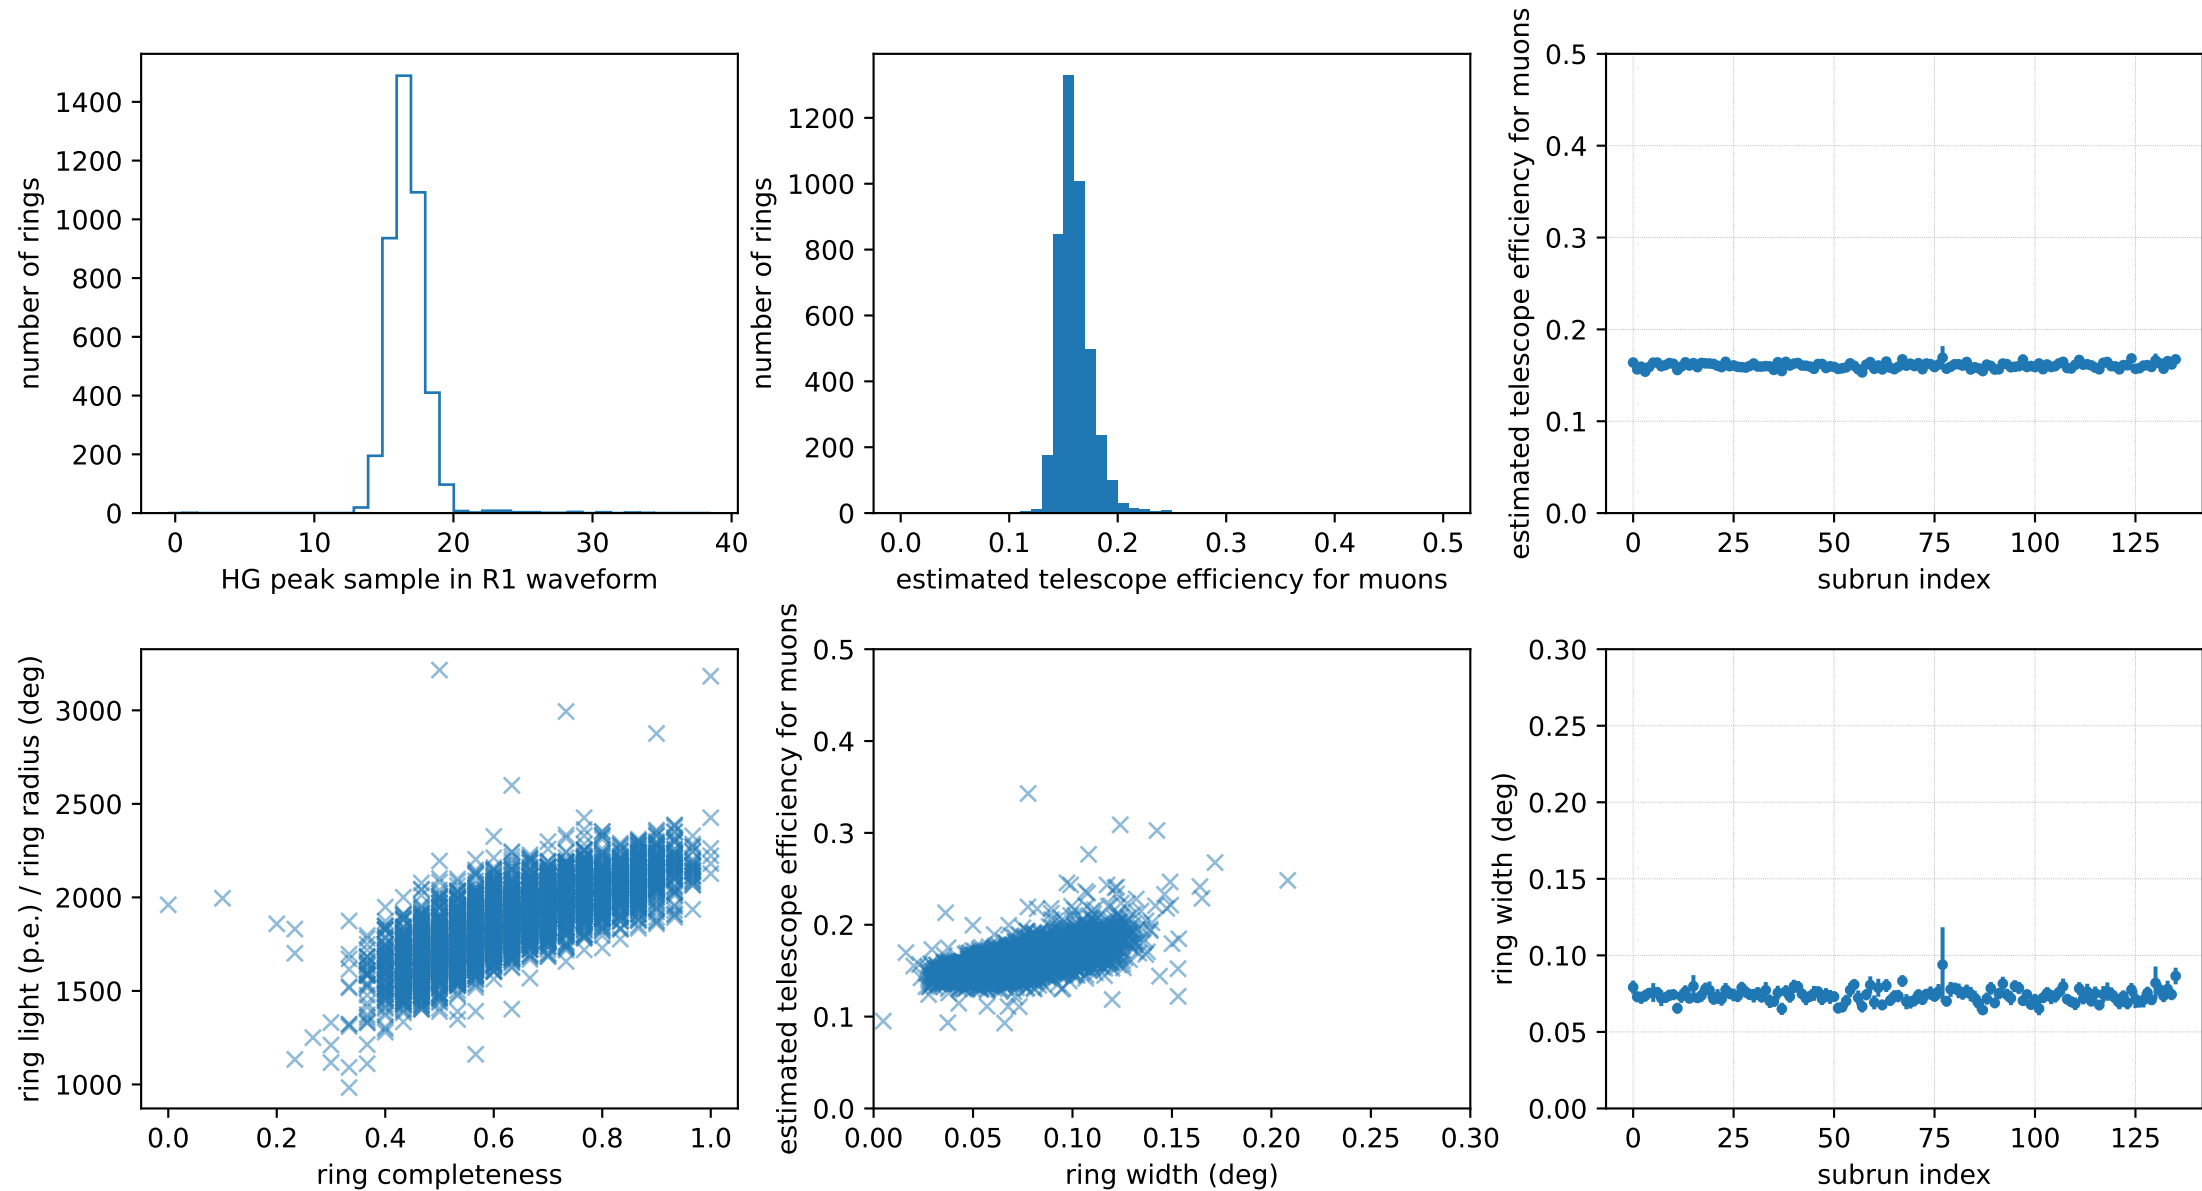 number of rings
1400
1200
1000
800
600
400
200
0
0 10 20 30 40
HG peak sample in R1 waveform
number of rings
1200
1000
800
600
400
200
0
0.0 0.1 0.2 0.3 0.4 0.5
estimated telescope efficiency for muons
estimated telescope efficiency for muons
0.5
0.4
0.3
0.2
0.1
0.0
0 25 50 75 100 125
subrun index
ring light (p.e.) / ring radius (deg)
3000
2500
2000
1500
1000
0.0 0.2 0.4 0.6 0.8 1.0
ring completeness
estimated telescope efficiency for muons
0.5
0.4
0.3
0.2
0.1
0.0
0.00 0.05 0.10 0.15 0.20 0.25 0.30
ring width (deg)
ring width (deg)
0.30
0.25
0.20
0.15
0.10
0.05
0.00
0 25 50 75 100 125
subrun index